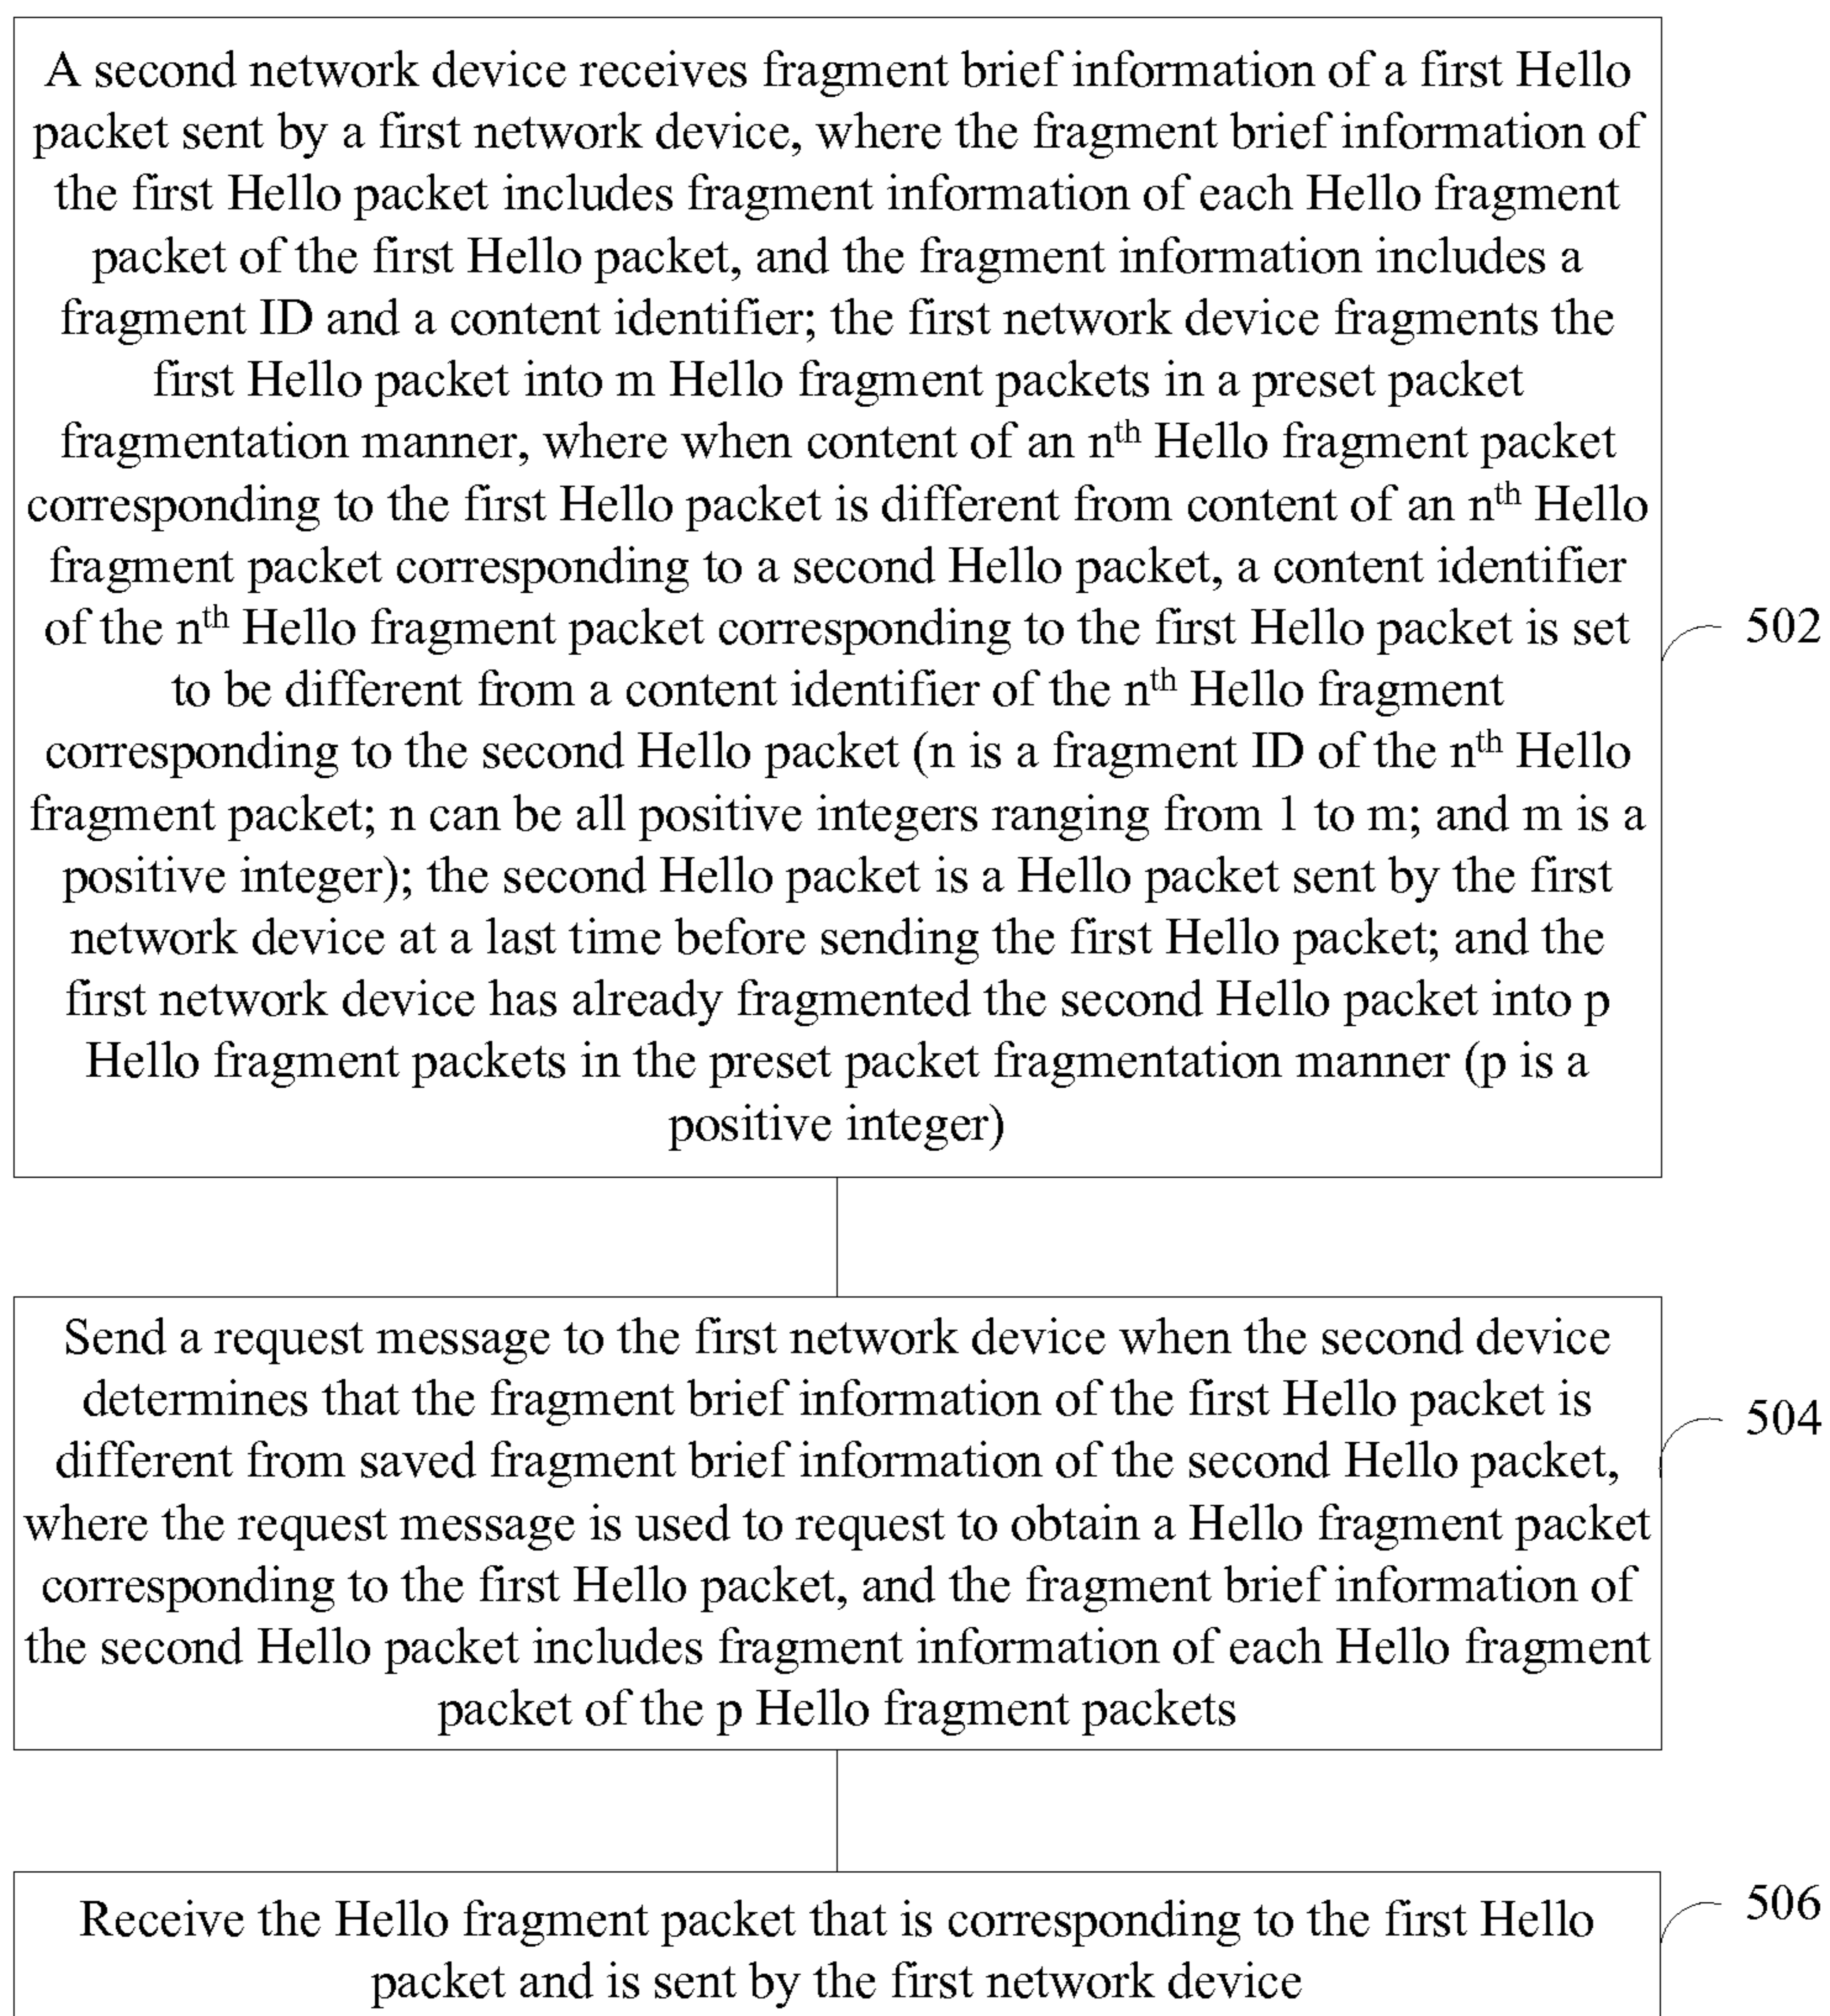 A second network device receives fragment brief information of a first Hello
packet sent by a first network device, where the fragment brief information of
the first Hello packet includes fragment information of each Hello fragment
packet of the first Hello packet, and the fragment information includes a
fragment ID and a content identifier; the first network device fragments the
first Hello packet into m Hello fragment packets in a preset packet
fragmentation manner, where when content of an nth Hello fragment packet
corresponding to the first Hello packet is different from content of an nth Hello
fragment packet corresponding to a second Hello packet, a content identifier
of the nth Hello fragment packet corresponding to the first Hello packet is set
to be different from a content identifier of the nth Hello fragment
corresponding to the second Hello packet (n is a fragment ID of the nth Hello
fragment packet; n can be all positive integers ranging from 1 to m; and m is a
positive integer); the second Hello packet is a Hello packet sent by the first
network device at a last time before sending the first Hello packet; and the
first network device has already fragmented the second Hello packet into p
Hello fragment packets in the preset packet fragmentation manner (p is a
positive integer)
502
Send a request message to the first network device when the second device
determines that the fragment brief information of the first Hello packet is
different from saved fragment brief information of the second Hello packet,
where the request message is used to request to obtain a Hello fragment packet
corresponding to the first Hello packet, and the fragment brief information of
the second Hello packet includes fragment information of each Hello fragment
packet of the p Hello fragment packets
504
Receive the Hello fragment packet that is corresponding to the first Hello
packet and is sent by the first network device
506